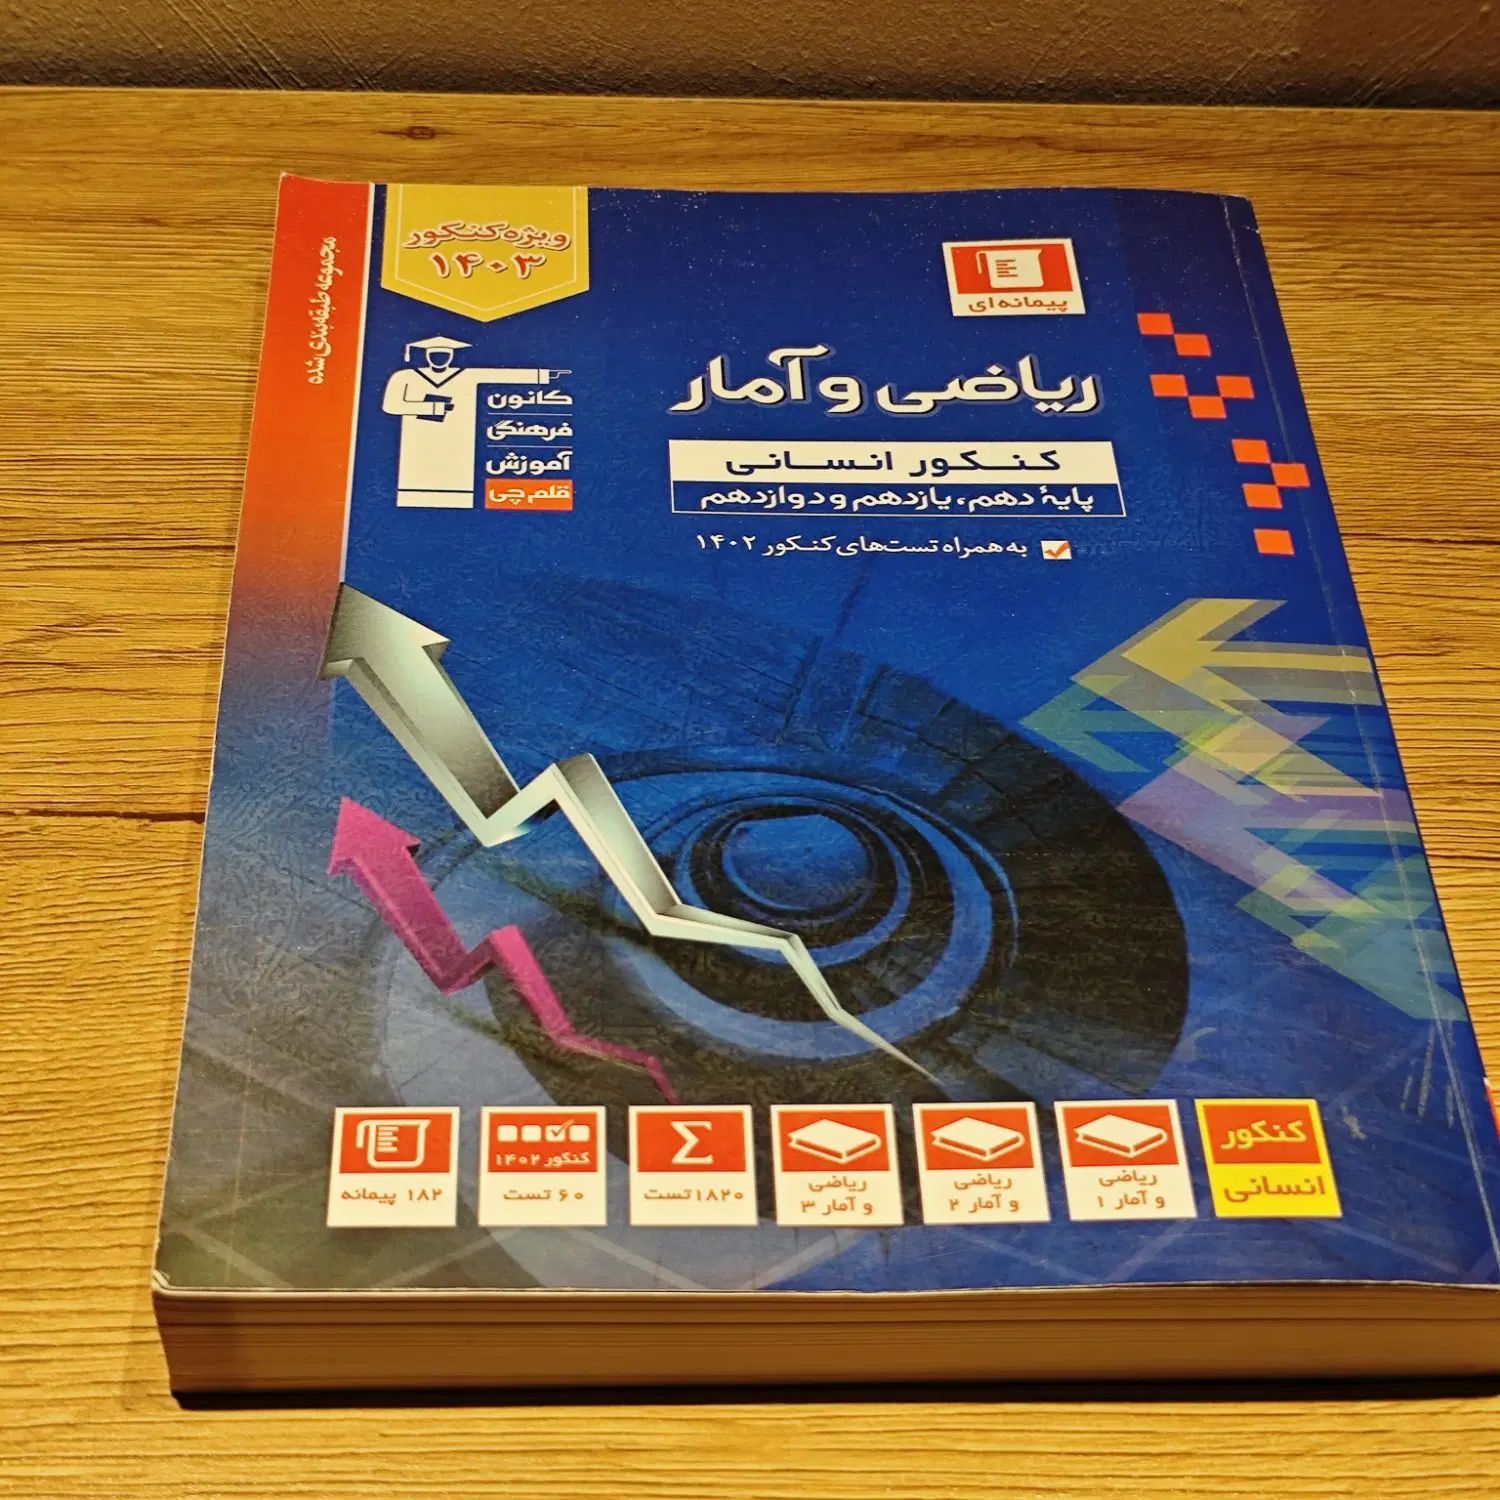 مجموعه طبقه‌بندی شده
ویژه کنکور
۱۴۰۳
پیمانه‌ای
کانون
فرهنگی
آموزش
قلم‌چی
ریاضی و آمار
کنکور انسانی
پایهٔ دهم، یازدهم و دوازدهم
به همراه تست‌های کنکور ۱۴۰۲
کنکور
انسانی
ریاضی
و آمار ۱
ریاضی
و آمار ۲
ریاضی
و آمار ۳
Σ
۱۸۲۰ تست
کنکور ۱۴۰۲
۶۰ تست
۱۸۲ پیمانه